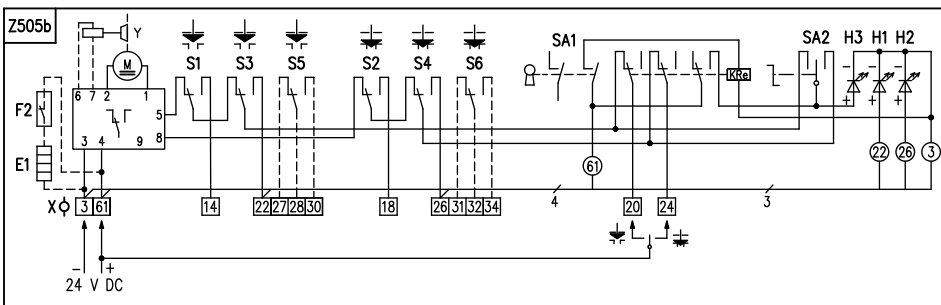 Z505b
Y
S1 S3 S5 S2 S4 S6 SA1 SA2 H3 H1 H2
M
KRe
6 7 2 1
F2
5
8
3 4 9
E1
- - -
+ + +
61 22 26 3
X 3 61 14 22 27 28 30 18 26 31 32 34 4 20 24 3
- +
24 V DC